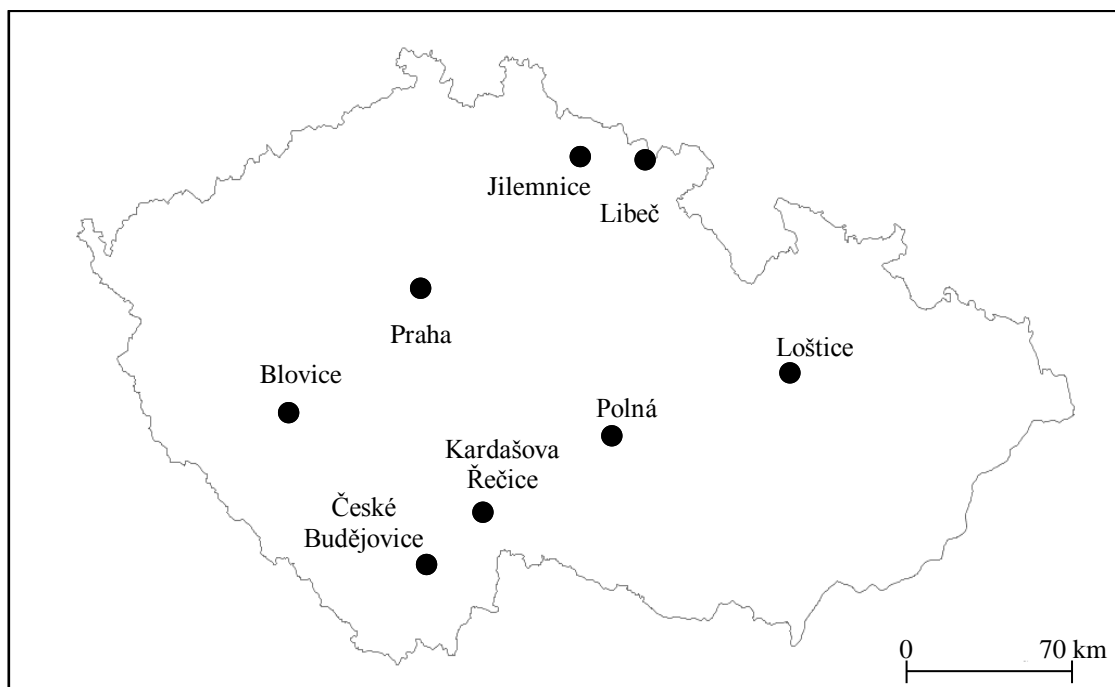 Jilemnice
Libeč
Praha
Loštice
Blovice
Polná
Kardašova
Řečice
České
Budějovice
0 70 km